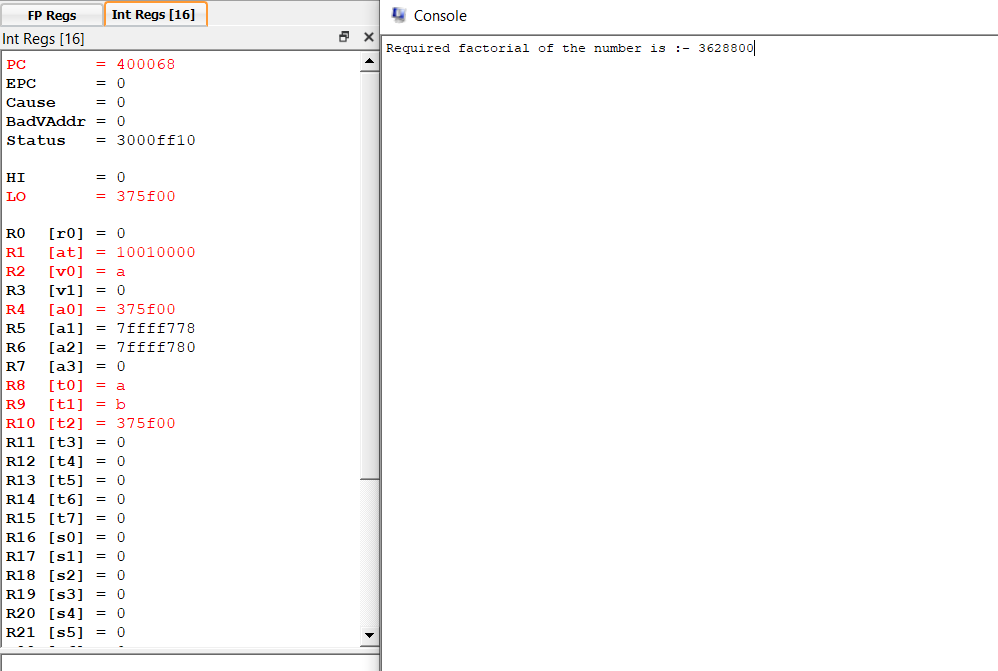 FP Regs Int Regs [16]
Int Regs [16]
PC = 400068
EPC = 0
Cause = 0
BadVAddr = 0
Status = 3000ff10
HI = 0
LO = 375f00
R0 [r0] = 0
R1 [at] = 10010000
R2 [v0] = a
R3 [v1] = 0
R4 [a0] = 375f00
R5 [a1] = 7ffff778
R6 [a2] = 7ffff780
R7 [a3] = 0
R8 [t0] = a
R9 [t1] = b
R10 [t2] = 375f00
R11 [t3] = 0
R12 [t4] = 0
R13 [t5] = 0
R14 [t6] = 0
R15 [t7] = 0
R16 [s0] = 0
R17 [s1] = 0
R18 [s2] = 0
R19 [s3] = 0
R20 [s4] = 0
R21 [s5] = 0
Console
Required factorial of the number is :- 3628800